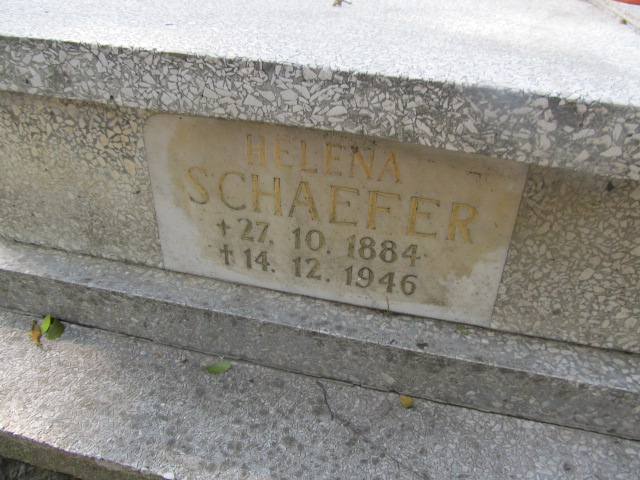 HELENA
SCHAEFER
+ 27. 10. 1884
† 14. 12. 1946